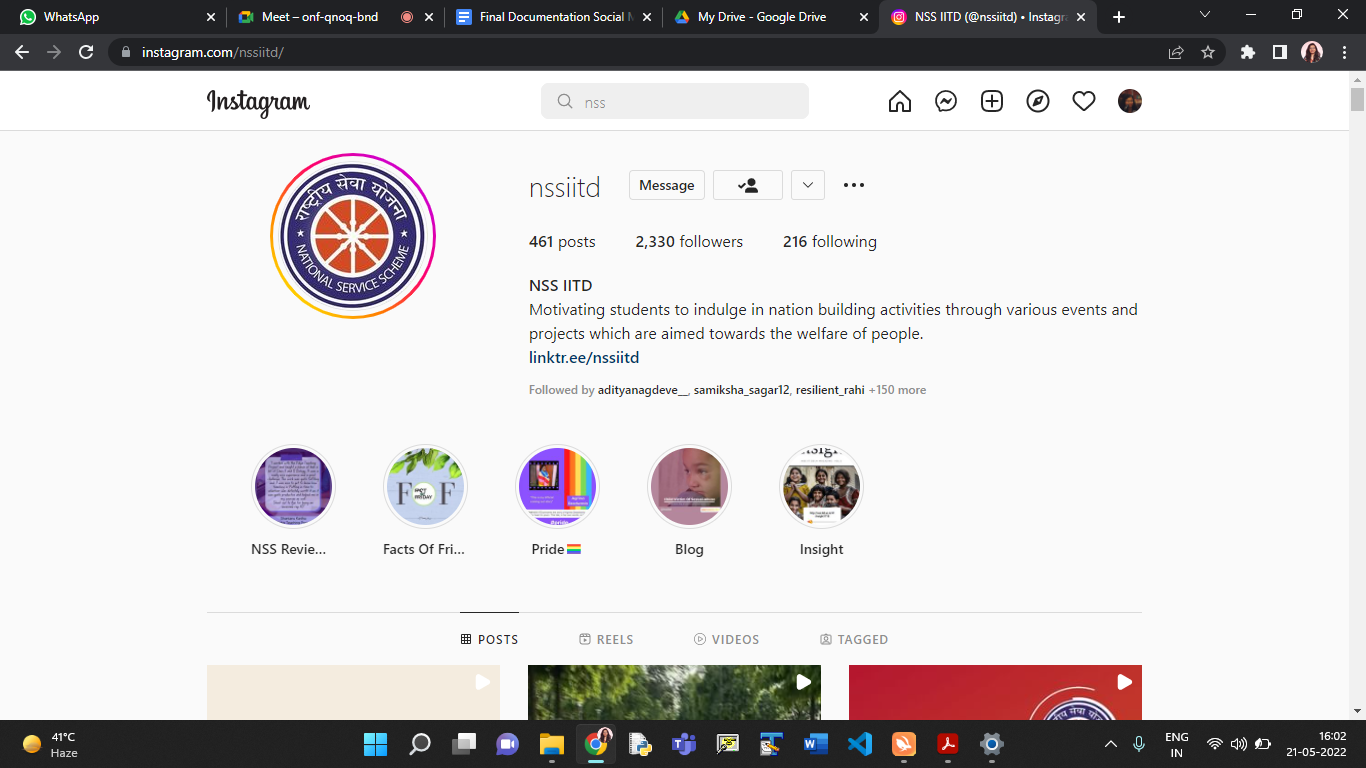 WhatsApp
Meet – onf-qnoq-bnd
Final Documentation Social M
My Drive - Google Drive
NSS IITD (@nssiitd) • Instagra
instagram.com/nssiitd/
Instagram
nss
राष्ट्रीय सेवा योजना
NATIONAL SERVICE SCHEME
nssiitd
Message
461 posts 2,330 followers 216 following
NSS IITD
Motivating students to indulge in nation building activities through various events and
projects which are aimed towards the welfare of people.
linktr.ee/nssiitd
Followed by adityanagdeve__, samiksha_sagar12, resilient_rahi +150 more
NSS Revie... Facts Of Fri... Pride Blog Insight
POSTS REELS VIDEOS TAGGED
41°C
Haze
ENG
IN
16:02
21-05-2022